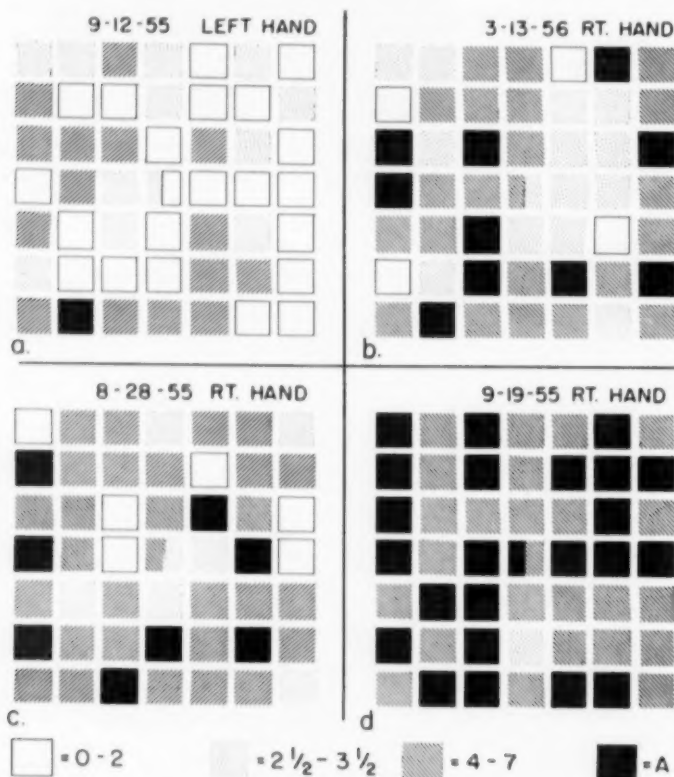 9-12-55 LEFT HAND
3-13-56 RT. HAND
a.
b.
8-28-55 RT. HAND
9-19-55 RT HAND
c.
d
=0-2 =2 1/2-3 1/2 =4-7 =A